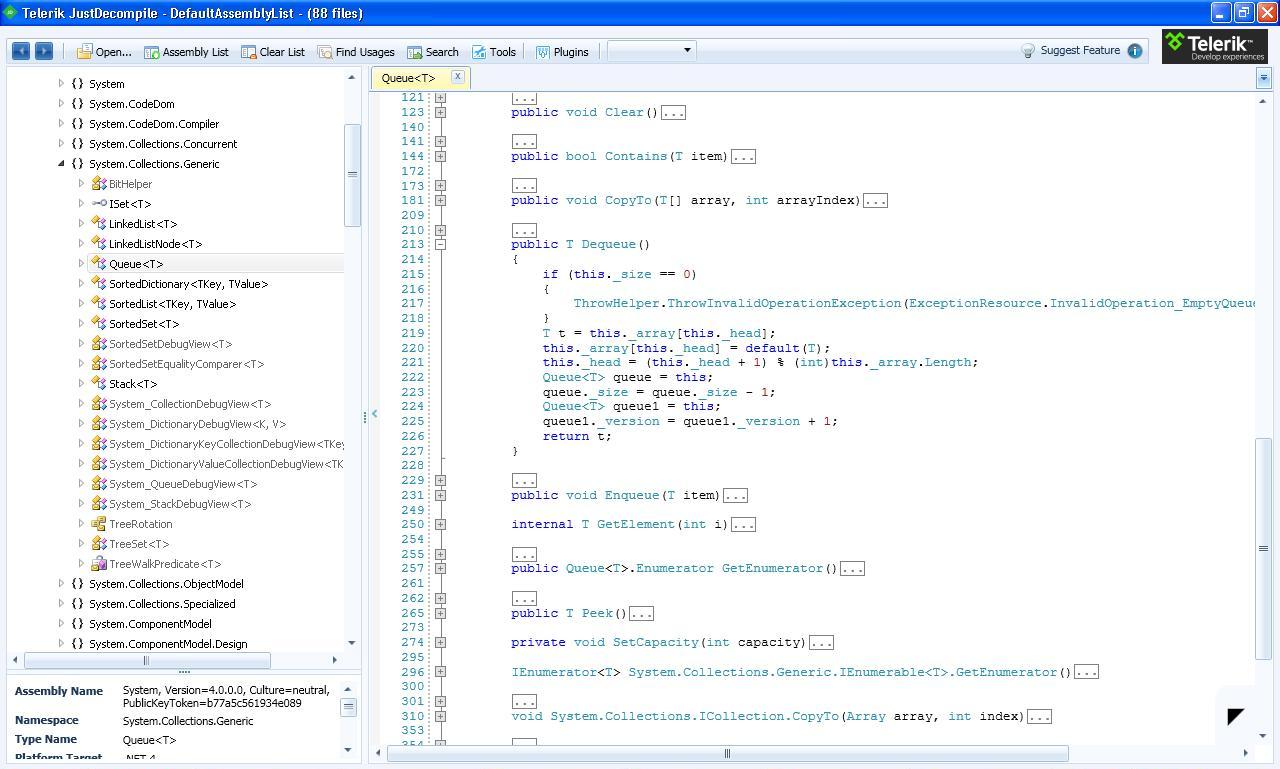 Telerik JustDecompile - DefaultAssemblyList - (88 files)
Open... Assembly List Clear List Find Usages Search Tools Plugins Suggest Feature
Telerik
Develop experiences
{} System
{} System.CodeDom
{} System.CodeDom.Compiler
{} System.Collections.Concurrent
{} System.Collections.Generic
BitHelper
ISet<T>
LinkedList<T>
LinkedListNode<T>
Queue<T>
SortedDictionary<TKey, TValue>
SortedList<TKey, TValue>
SortedSet<T>
SortedSetDebugView<T>
SortedSetEqualityComparer<T>
Stack<T>
System_CollectionDebugView<T>
System_DictionaryDebugView<K, V>
System_DictionaryKeyCollectionDebugView<TKey
System_DictionaryValueCollectionDebugView<TK
System_QueueDebugView<T>
System_StackDebugView<T>
TreeRotation
TreeSet<T>
TreeWalkPredicate<T>
{} System.Collections.ObjectModel
{} System.Collections.Specialized
{} System.ComponentModel
{} System.ComponentModel.Design
Assembly Name System, Version=4.0.0.0, Culture=neutral,
PublicKeyToken=b77a5c561934e089
Namespace System.Collections.Generic
Type Name Queue<T>
Platform Target .NET 4
Queue<T> x
121 ...
123 public void Clear()...
140
141 ...
144 public bool Contains(T item)...
172
173 ...
181 public void CopyTo(T[] array, int arrayIndex)...
209
210 ...
213 public T Dequeue()
214 {
215 if (this._size == 0)
216 {
217 ThrowHelper.ThrowInvalidOperationException(ExceptionResource.InvalidOperation_EmptyQueue
218 }
219 T t = this._array[this._head];
220 this._array[this._head] = default(T);
221 this._head = (this._head + 1) % (int)this._array.Length;
222 Queue<T> queue = this;
223 queue._size = queue._size - 1;
224 Queue<T> queue1 = this;
225 queue1._version = queue1._version + 1;
226 return t;
227 }
228
229 ...
231 public void Enqueue(T item)...
249
250 internal T GetElement(int i)...
254
255 ...
257 public Queue<T>.Enumerator GetEnumerator()...
261
262 ...
265 public T Peek()...
273
274 private void SetCapacity(int capacity)...
295
296 IEnumerator<T> System.Collections.Generic.IEnumerable<T>.GetEnumerator()...
300
301 ...
310 void System.Collections.ICollection.CopyTo(Array array, int index)...
353
354